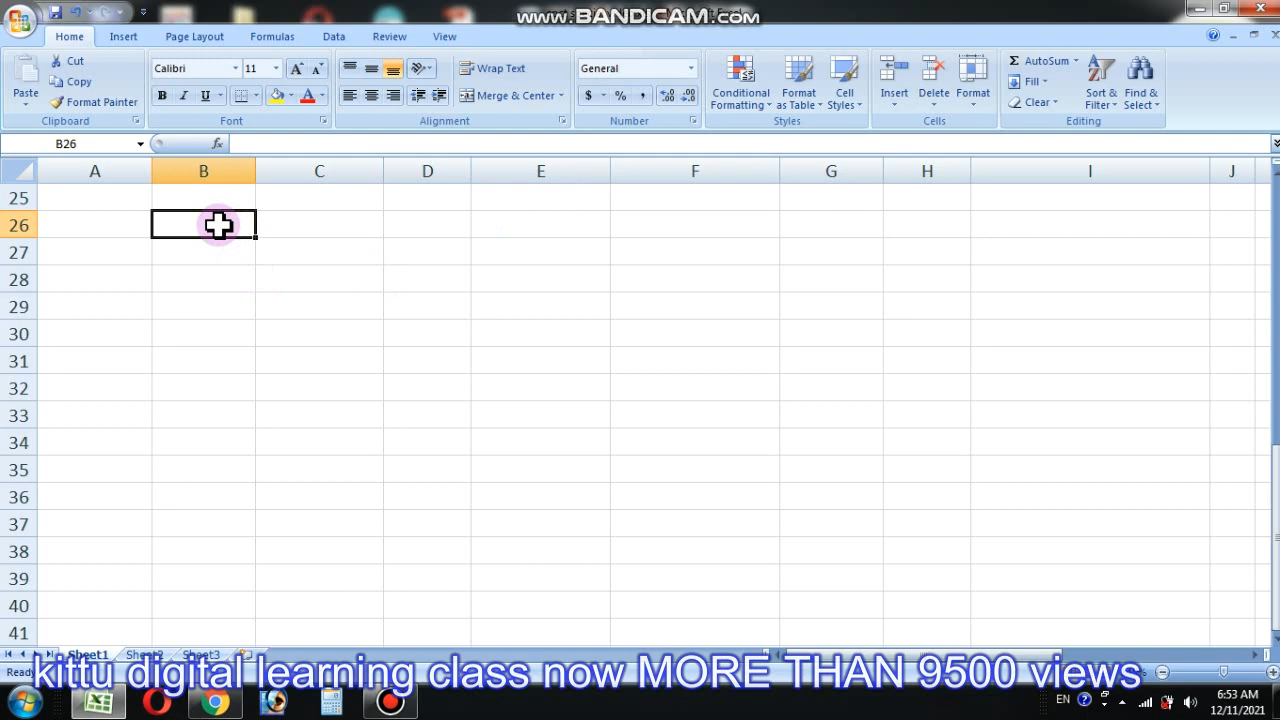 www.BANDICAM.com
Home Insert Page Layout Formulas Data Review View
Paste Cut Copy Format Painter Clipboard
Calibri 11 B I U A A A Font
Wrap Text Merge & Center Alignment
General $ % , Number
Conditional Formatting Format as Table Cell Styles Styles
Insert Delete Format Cells
Σ AutoSum Fill Clear Sort & Filter Find & Select Editing
B26 fx
A B C D E F G H I J
25
26
27
28
29
30
31
32
33
34
35
36
37
38
39
40
41
Sheet1 Sheet2 Sheet3
Ready
kittu digital learning class now MORE THAN 9500 views
EN 6:53 AM
12/11/2021